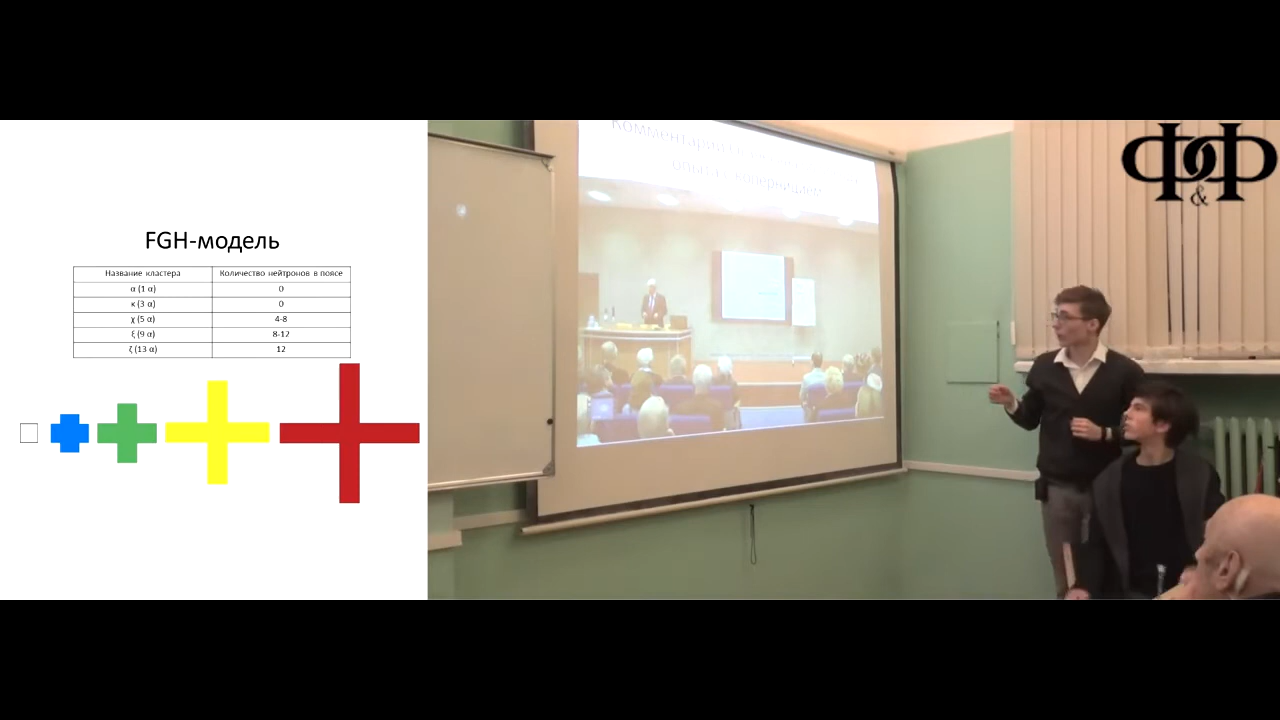 FGH-модель
Название кластера Количество нейтронов в поясе
α (1 α) 0
κ (3 α) 0
χ (5 α) 4-8
ξ (9 α) 8-12
ζ (13 α) 12
Комментарии
Ф&Ф